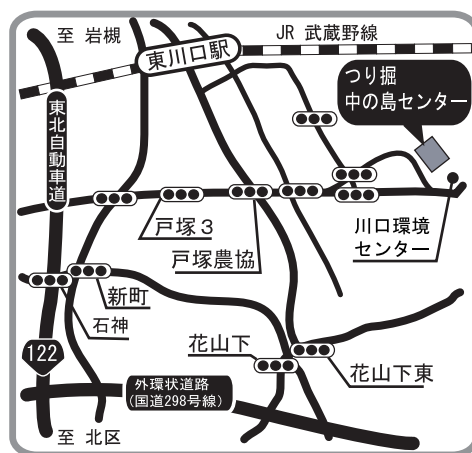 至 岩槻
JR 武蔵野線
東川口駅
つり掘
中の島センター
東北自動車道
戸塚3
戸塚農協
川口環境
センター
新町
石神
122
花山下
花山下東
外環状道路
(国道298号線)
至 北区